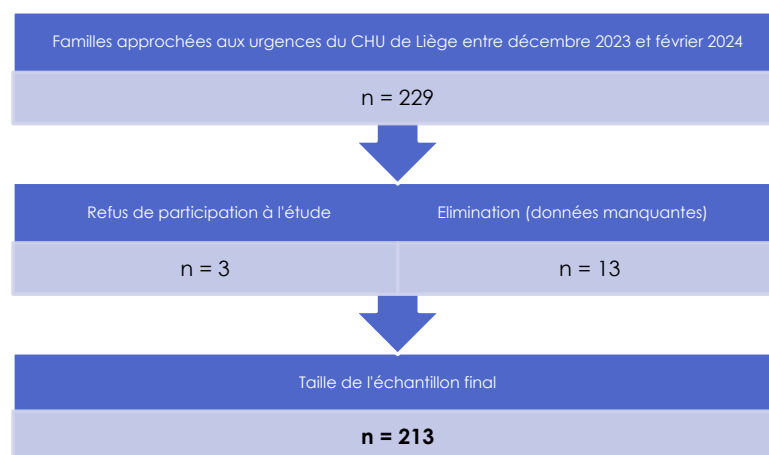 Familles approchées aux urgences du CHU de Liège entre décembre 2023 et février 2024
n = 229
Refus de participation à l'étude
Elimination (données manquantes)
n = 3
n = 13
Taille de l'échantillon final
n = 213